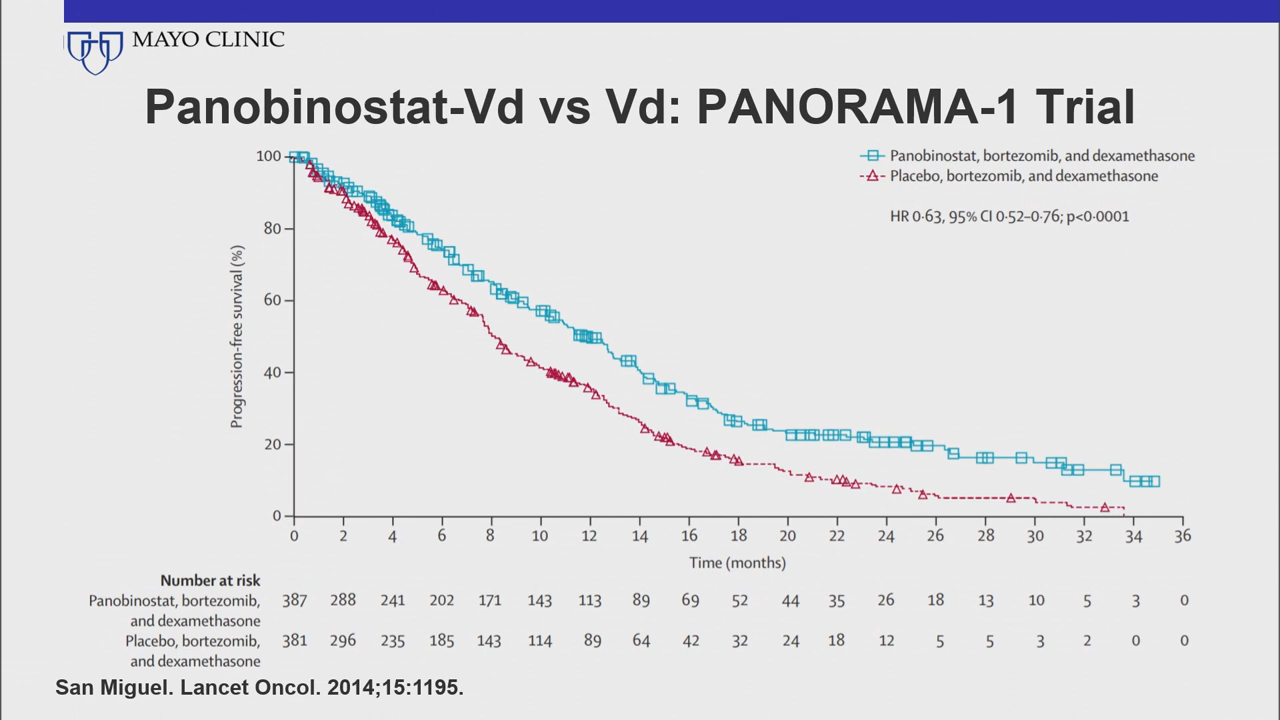 MAYO CLINIC
Panobinostat-Vd vs Vd: PANORAMA-1 Trial
Panobinostat, bortezomib, and dexamethasone
Placebo, bortezomib, and dexamethasone
HR 0·63, 95% CI 0·52–0·76; p<0·0001
Progression-free survival (%)
100
80
60
40
20
0
0 2 4 6 8 10 12 14 16 18 20 22 24 26 28 30 32 34 36
Time (months)
Number at risk
Panobinostat, bortezomib, 387 288 241 202 171 143 113 89 69 52 44 35 26 18 13 10 5 3 0
and dexamethasone
Placebo, bortezomib, 381 296 235 185 143 114 89 64 42 32 24 18 12 5 5 3 2 0 0
and dexamethasone
San Miguel. Lancet Oncol. 2014;15:1195.